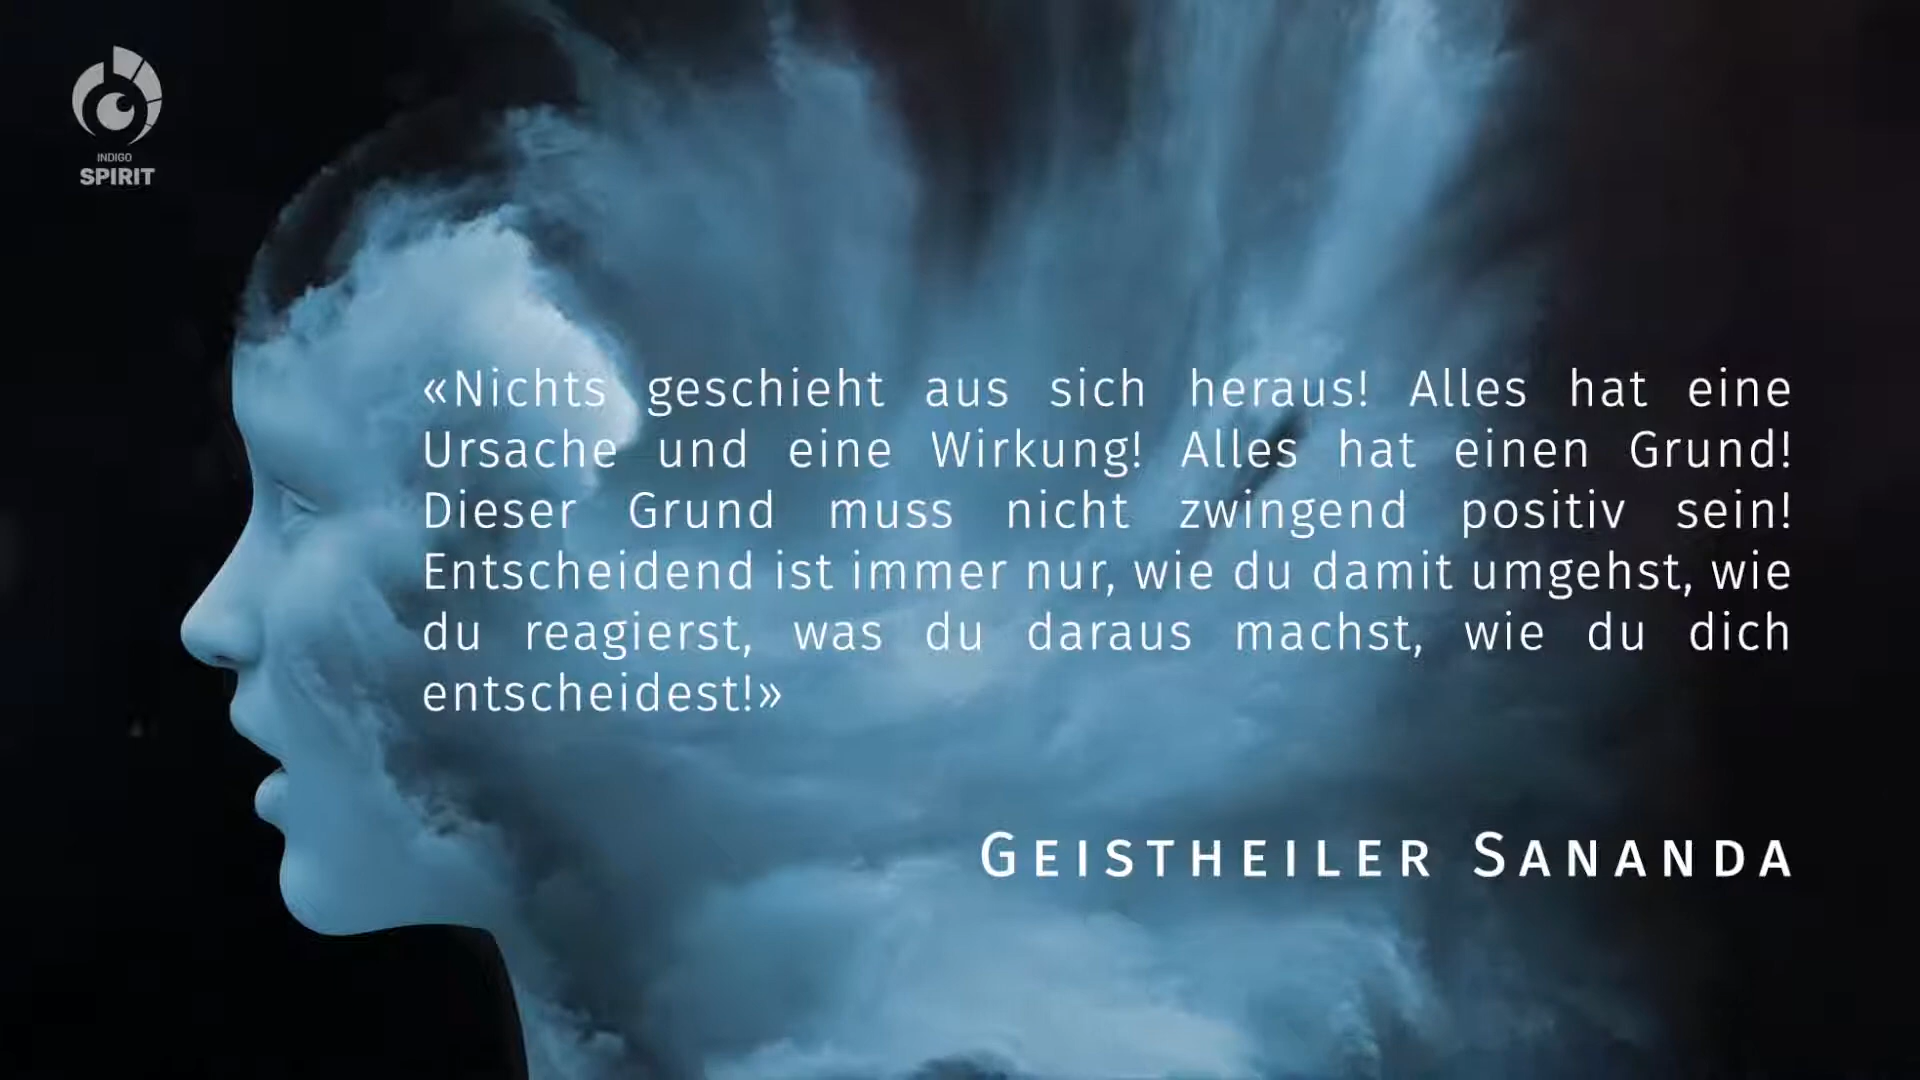 INDIGO
SPIRIT
«Nichts geschieht aus sich heraus! Alles hat eine
Ursache und eine Wirkung! Alles hat einen Grund!
Dieser Grund muss nicht zwingend positiv sein!
Entscheidend ist immer nur, wie du damit umgehst, wie
du reagierst, was du daraus machst, wie du dich
entscheidest!»
GEISTHEILER SANANDA